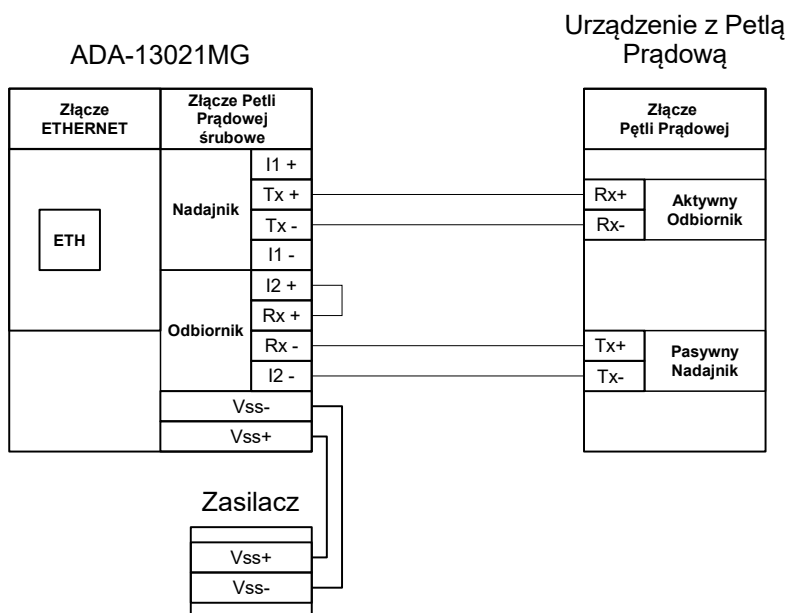 Urządzenie z Petlą
Prądową
ADA-13021MG
Złącze
ETHERNET
Złącze Petli
Prądowej
śrubowe
Złącze
Pętli Prądowej
I1 +
Nadajnik
Tx +
Tx -
I1 -
ETH
Rx+
Rx-
Aktywny
Odbiornik
I2 +
Rx +
Odbiornik
Rx -
I2 -
Tx+
Tx-
Pasywny
Nadajnik
Vss-
Vss+
Zasilacz
Vss+
Vss-